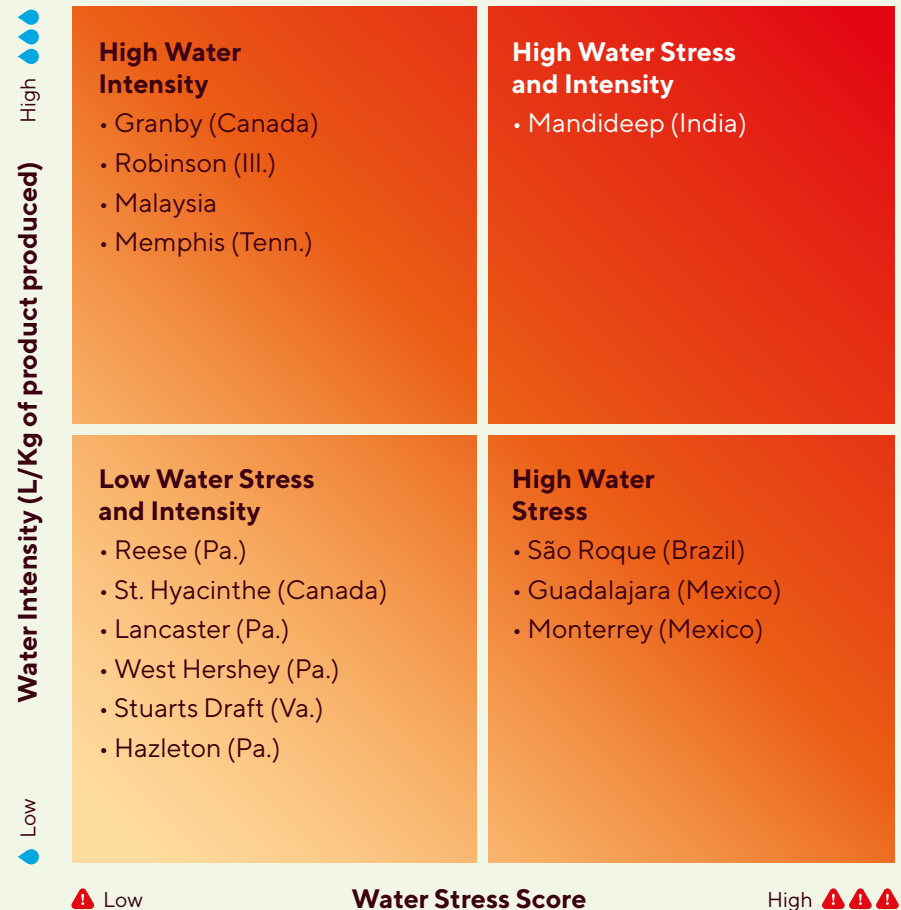 High
Water Intensity (L/Kg of product produced)
Low
High Water
Intensity
• Granby (Canada)
• Robinson (Ill.)
• Malaysia
• Memphis (Tenn.)
High Water Stress
and Intensity
• Mandideep (India)
Low Water Stress
and Intensity
• Reese (Pa.)
• St. Hyacinthe (Canada)
• Lancaster (Pa.)
• West Hershey (Pa.)
• Stuarts Draft (Va.)
• Hazleton (Pa.)
High Water
Stress
• São Roque (Brazil)
• Guadalajara (Mexico)
• Monterrey (Mexico)
Low
Water Stress Score
High